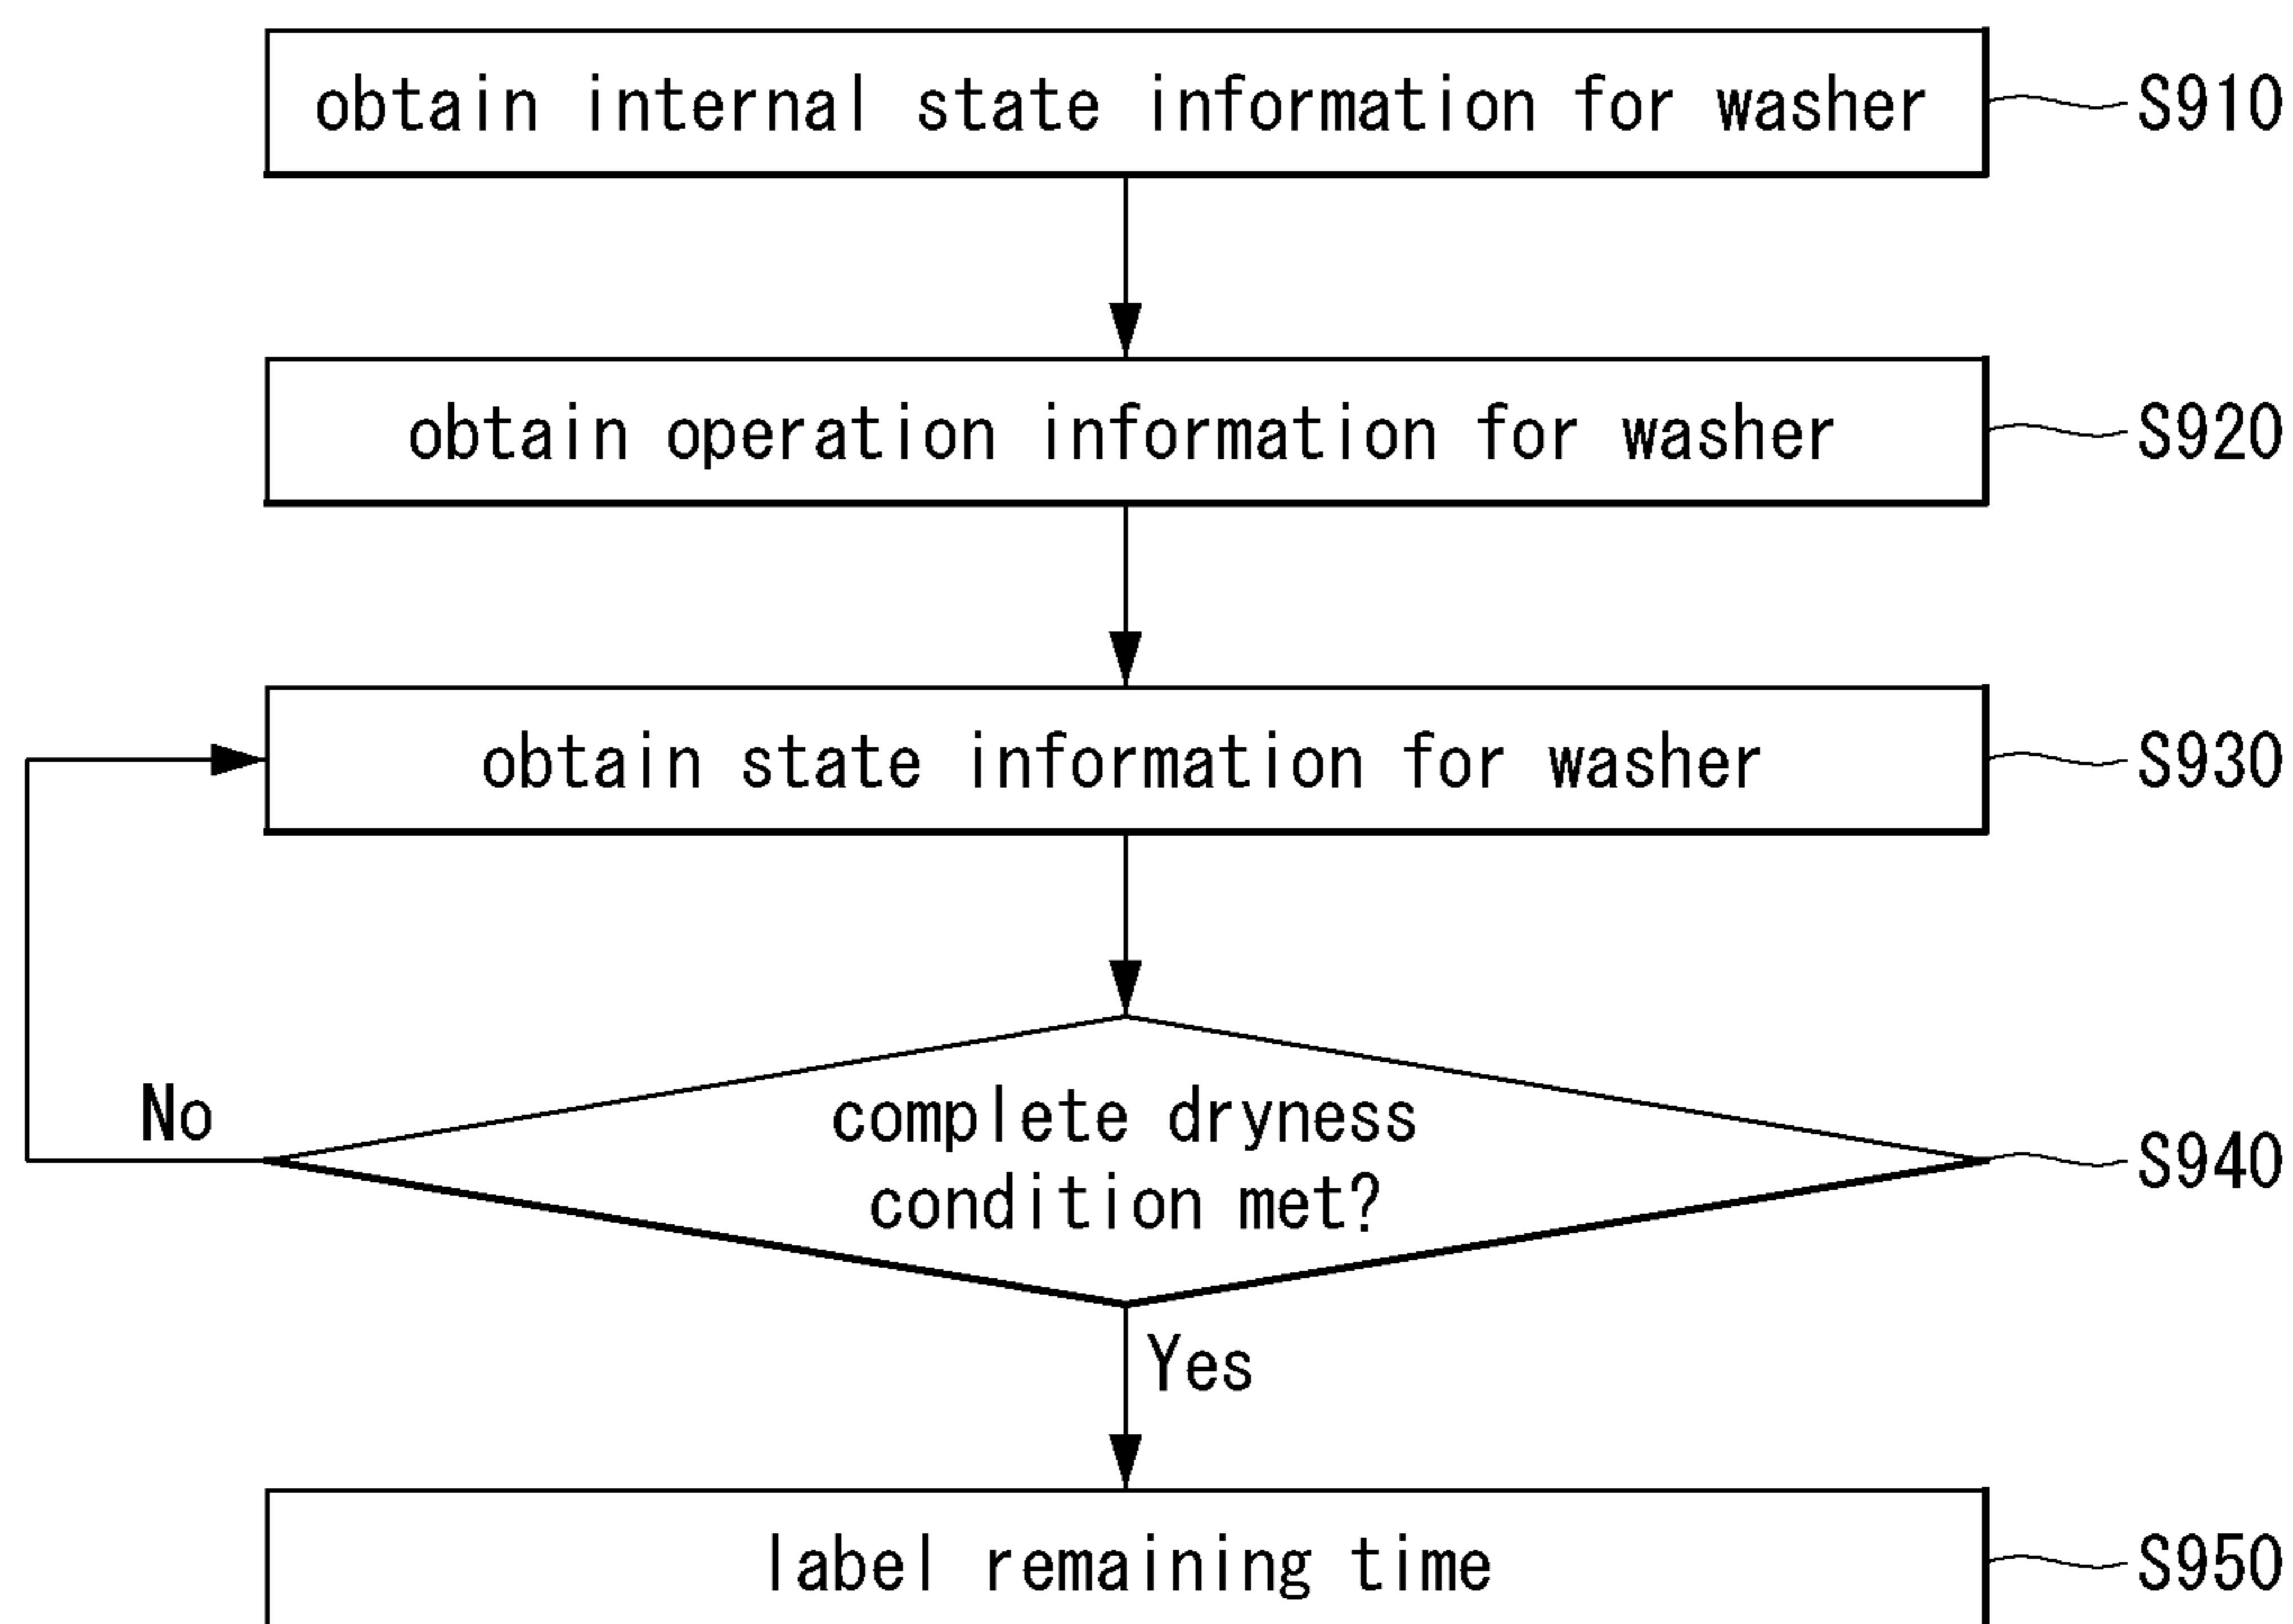 obtain internal state information for washer
S910
obtain operation information for washer
S920
obtain state information for washer
S930
No
complete dryness
condition met?
S940
Yes
label remaining time
S950